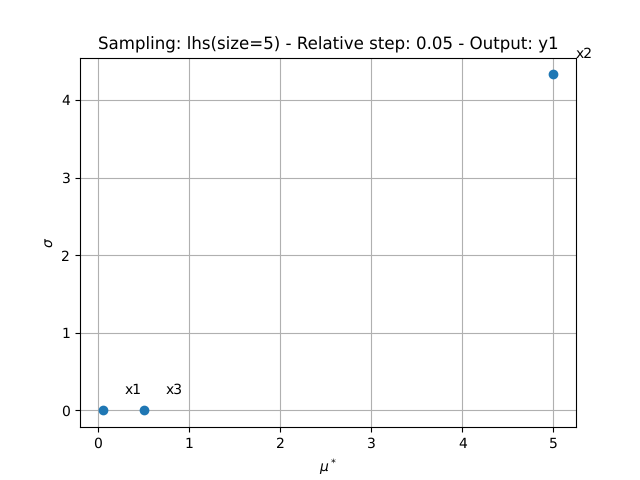 Sampling: lhs(size=5) - Relative step: 0.05 - Output: y1
x2
4
3
σ
2
1
x1 x3
0
0 1 2 3 4 5
μ*